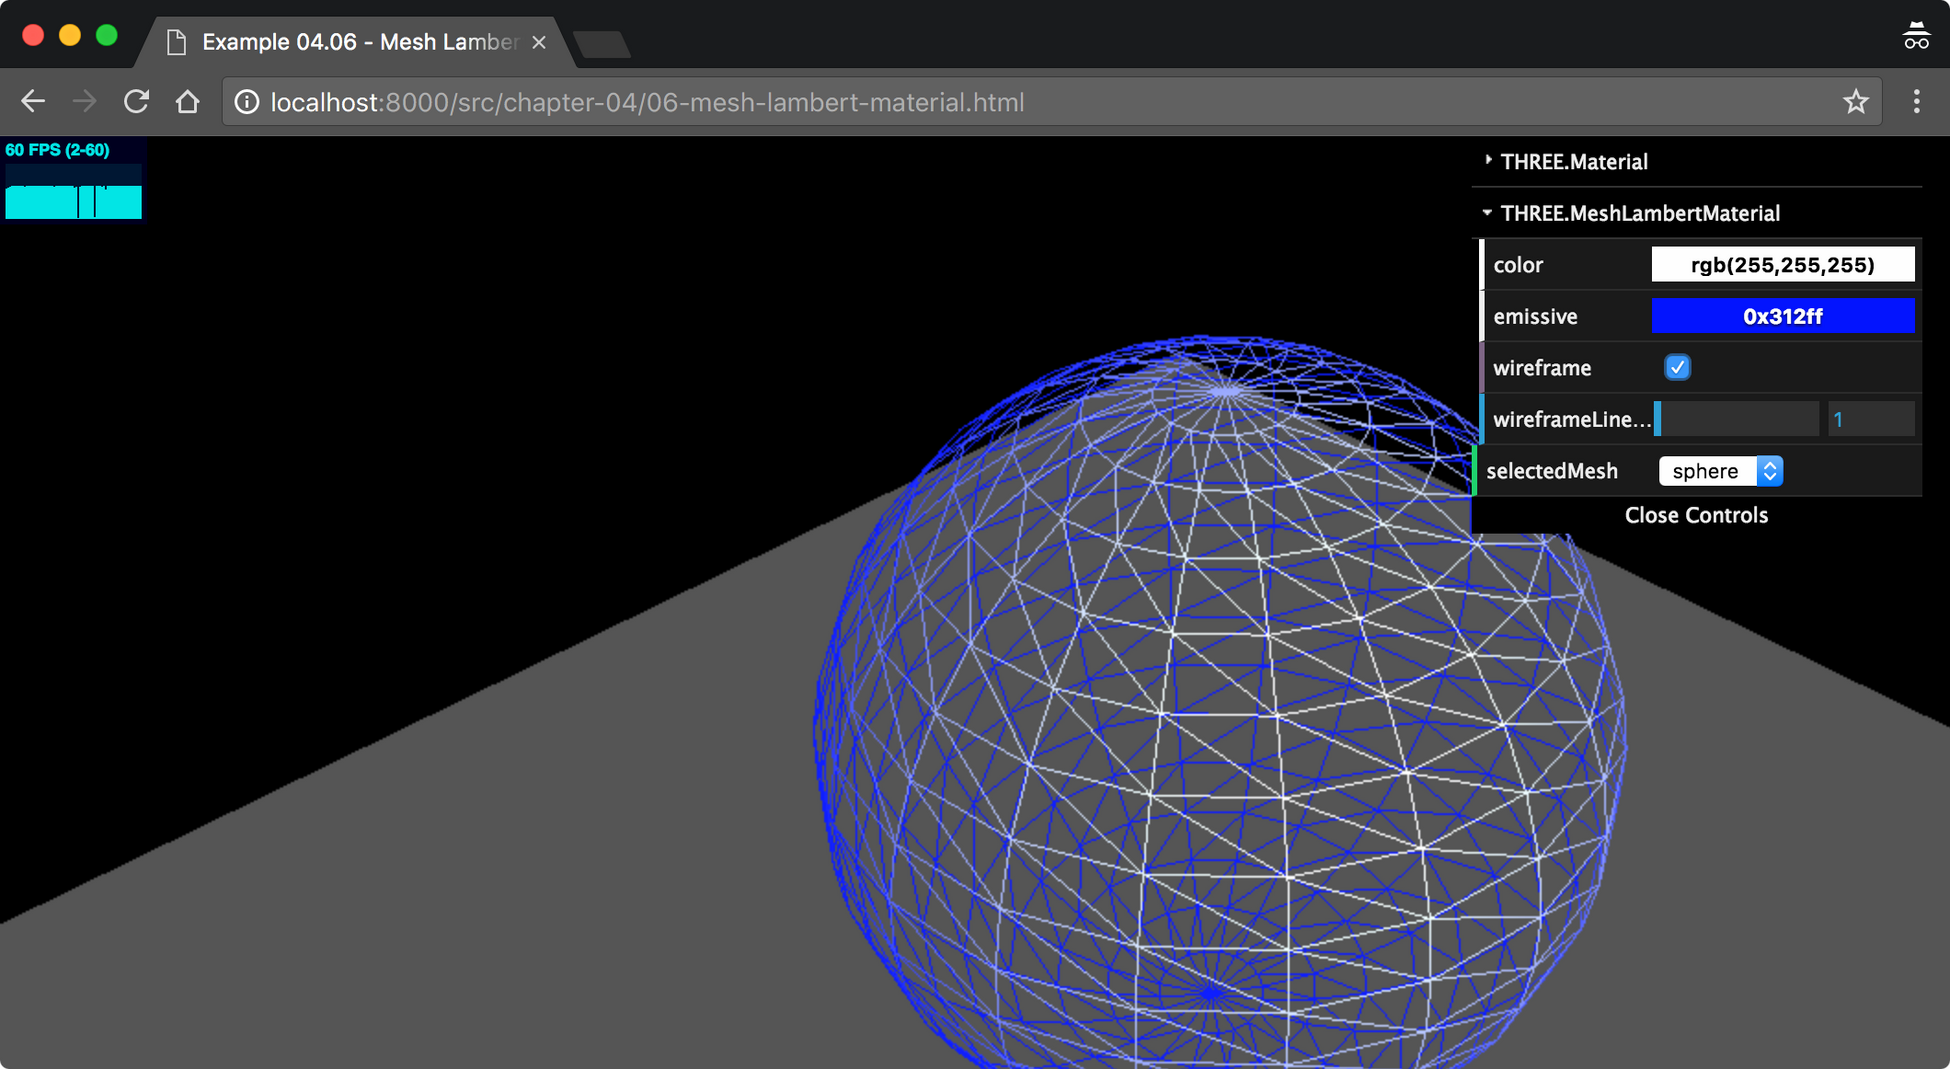 Example 04.06 - Mesh Lamber
localhost:8000/src/chapter-04/06-mesh-lambert-material.html
60 FPS (2-60)
THREE.Material
THREE.MeshLambertMaterial
color rgb(255,255,255)
emissive 0x312ff
wireframe
wireframeLine... 1
selectedMesh sphere
Close Controls